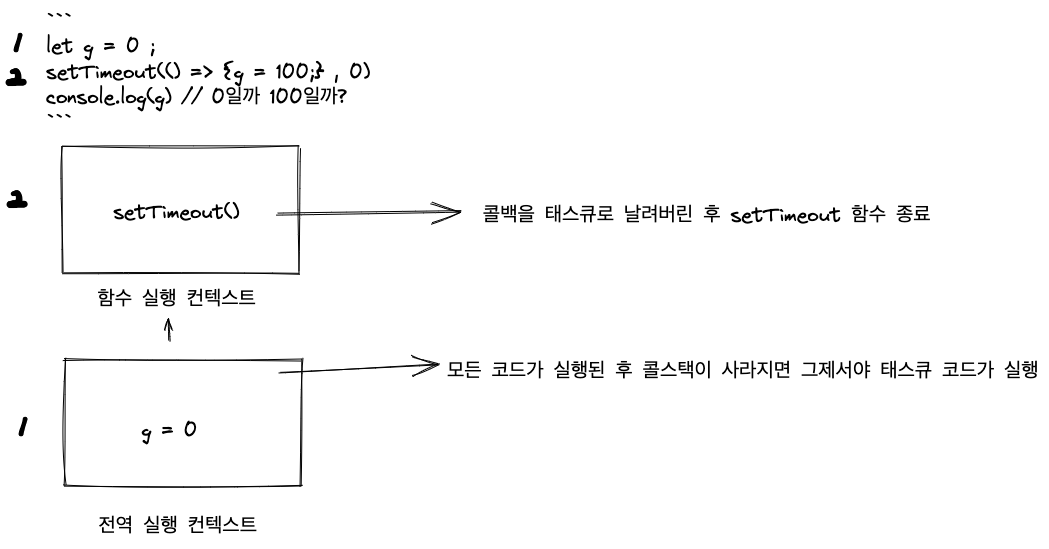 ```
1 let g = 0 ;
2 setTimeout(() => {g = 100;} , 0)
console.log(g) // 0일까 100일까?
```
2
setTimeout()
콜백을 태스큐로 날려버린 후 setTimeout 함수 종료
함수 실행 컨텍스트
모든 코드가 실행된 후 콜스택이 사라지면 그제서야 태스큐 코드가 실행
1
g = 0
전역 실행 컨텍스트